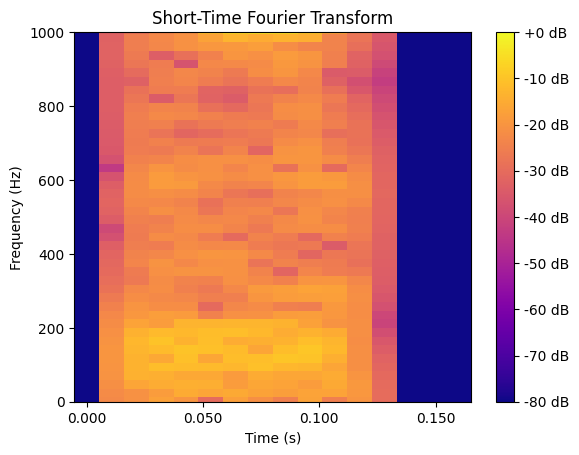 Short-Time Fourier Transform
1000
800
600
400
200
0
Frequency (Hz)
0.000
0.050
0.100
0.150
Time (s)
+0 dB
-10 dB
-20 dB
-30 dB
-40 dB
-50 dB
-60 dB
-70 dB
-80 dB